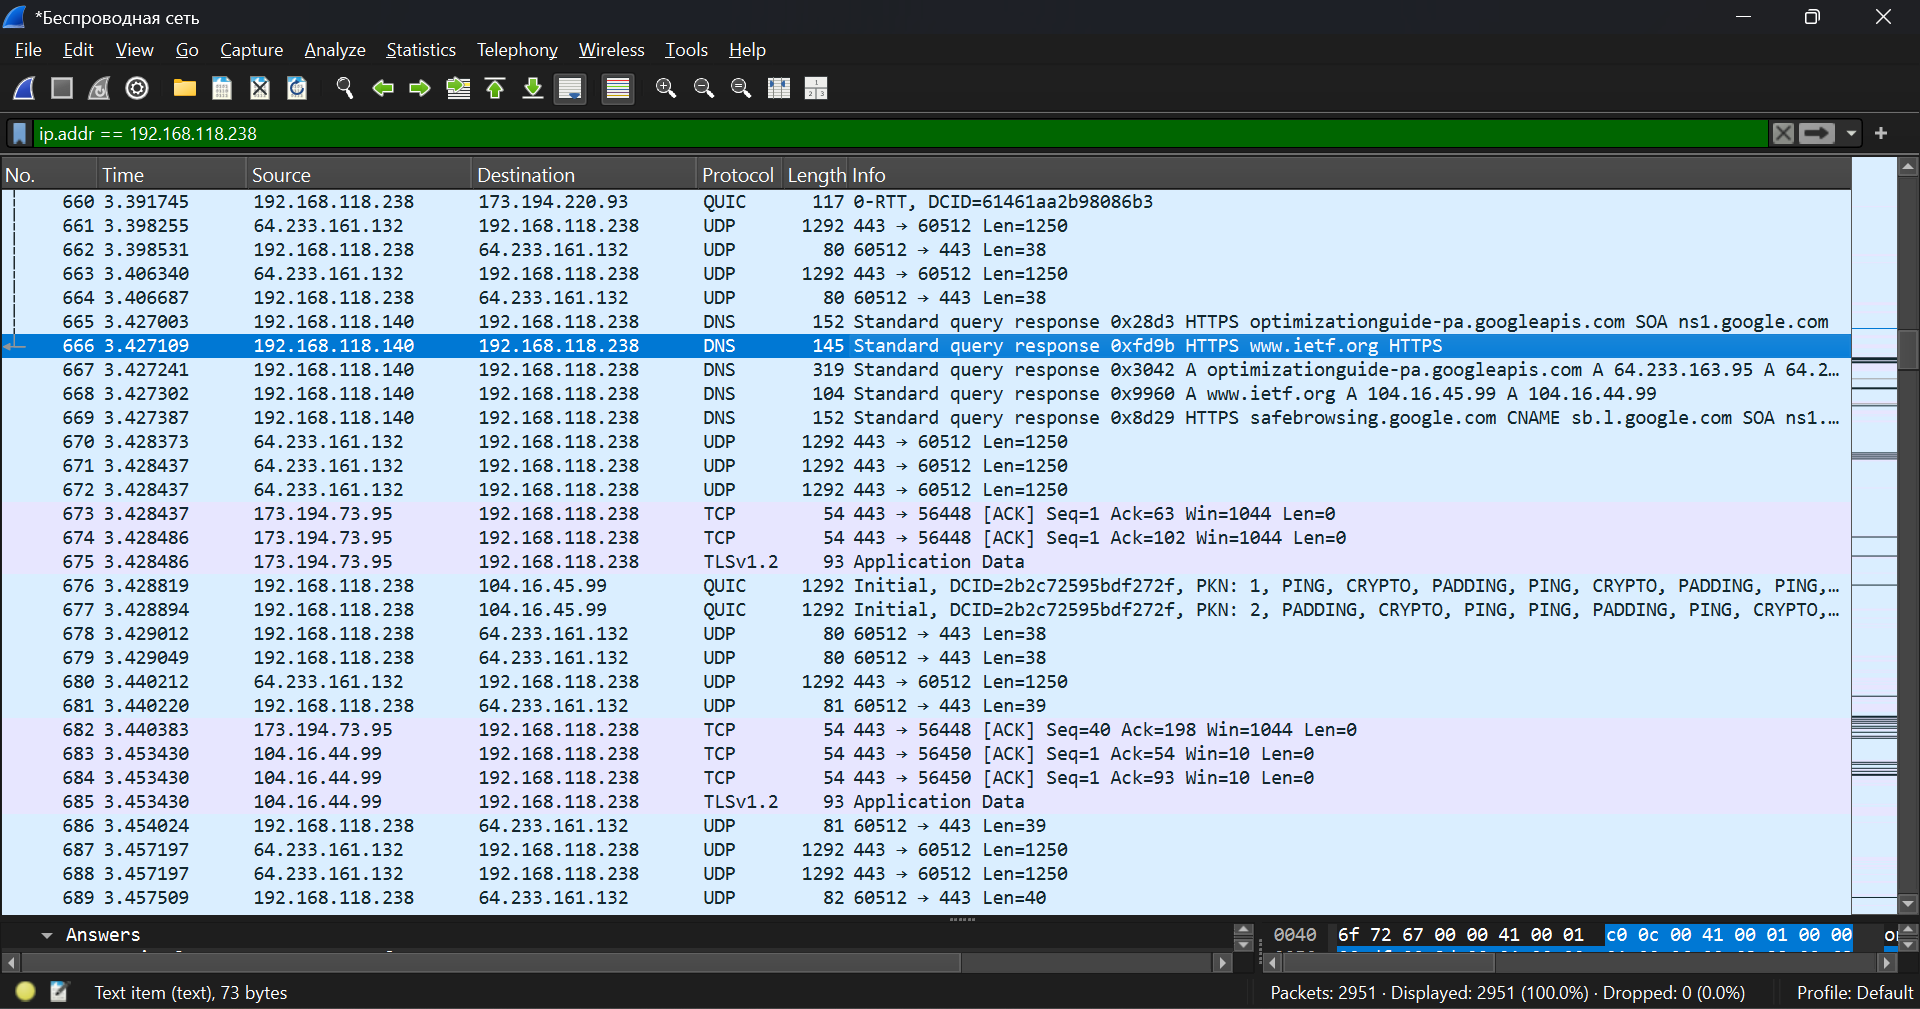 *Беспроводная сеть
File Edit View Go Capture Analyze Statistics Telephony Wireless Tools Help
ip.addr == 192.168.118.238
No. Time Source Destination Protocol Length Info
660 3.391745 192.168.118.238 173.194.220.93 QUIC 117 0-RTT, DCID=61461aa2b98086b3
661 3.398255 64.233.161.132 192.168.118.238 UDP 1292 443 → 60512 Len=1250
662 3.398531 192.168.118.238 64.233.161.132 UDP 80 60512 → 443 Len=38
663 3.406340 64.233.161.132 192.168.118.238 UDP 1292 443 → 60512 Len=1250
664 3.406687 192.168.118.238 64.233.161.132 UDP 80 60512 → 443 Len=38
665 3.427003 192.168.118.140 192.168.118.238 DNS 152 Standard query response 0x28d3 HTTPS optimizationguide-pa.googleapis.com SOA ns1.google.com
666 3.427109 192.168.118.140 192.168.118.238 DNS 145 Standard query response 0xfd9b HTTPS www.ietf.org HTTPS
667 3.427241 192.168.118.140 192.168.118.238 DNS 319 Standard query response 0x3042 A optimizationguide-pa.googleapis.com A 64.233.163.95 A 64.2…
668 3.427302 192.168.118.140 192.168.118.238 DNS 104 Standard query response 0x9960 A www.ietf.org A 104.16.45.99 A 104.16.44.99
669 3.427387 192.168.118.140 192.168.118.238 DNS 152 Standard query response 0x8d29 HTTPS safebrowsing.google.com CNAME sb.l.google.com SOA ns1.…
670 3.428373 64.233.161.132 192.168.118.238 UDP 1292 443 → 60512 Len=1250
671 3.428437 64.233.161.132 192.168.118.238 UDP 1292 443 → 60512 Len=1250
672 3.428437 64.233.161.132 192.168.118.238 UDP 1292 443 → 60512 Len=1250
673 3.428437 173.194.73.95 192.168.118.238 TCP 54 443 → 56448 [ACK] Seq=1 Ack=63 Win=1044 Len=0
674 3.428486 173.194.73.95 192.168.118.238 TCP 54 443 → 56448 [ACK] Seq=1 Ack=102 Win=1044 Len=0
675 3.428486 173.194.73.95 192.168.118.238 TLSv1.2 93 Application Data
676 3.428819 192.168.118.238 104.16.45.99 QUIC 1292 Initial, DCID=2b2c72595bdf272f, PKN: 1, PING, CRYPTO, PADDING, PING, CRYPTO, PADDING, PING,…
677 3.428894 192.168.118.238 104.16.45.99 QUIC 1292 Initial, DCID=2b2c72595bdf272f, PKN: 2, PADDING, CRYPTO, PING, PING, PADDING, PING, CRYPTO,…
678 3.429012 192.168.118.238 64.233.161.132 UDP 80 60512 → 443 Len=38
679 3.429049 192.168.118.238 64.233.161.132 UDP 80 60512 → 443 Len=38
680 3.440212 64.233.161.132 192.168.118.238 UDP 1292 443 → 60512 Len=1250
681 3.440220 192.168.118.238 64.233.161.132 UDP 81 60512 → 443 Len=39
682 3.440383 173.194.73.95 192.168.118.238 TCP 54 443 → 56448 [ACK] Seq=40 Ack=198 Win=1044 Len=0
683 3.453430 104.16.44.99 192.168.118.238 TCP 54 443 → 56450 [ACK] Seq=1 Ack=54 Win=10 Len=0
684 3.453430 104.16.44.99 192.168.118.238 TCP 54 443 → 56450 [ACK] Seq=1 Ack=93 Win=10 Len=0
685 3.453430 104.16.44.99 192.168.118.238 TLSv1.2 93 Application Data
686 3.454024 192.168.118.238 64.233.161.132 UDP 81 60512 → 443 Len=39
687 3.457197 64.233.161.132 192.168.118.238 UDP 1292 443 → 60512 Len=1250
688 3.457197 64.233.161.132 192.168.118.238 UDP 1292 443 → 60512 Len=1250
689 3.457509 192.168.118.238 64.233.161.132 UDP 82 60512 → 443 Len=40
Answers
0040 6f 72 67 00 00 41 00 01 c0 0c 00 41 00 01 00 00
Text item (text), 73 bytes
Packets: 2951 · Displayed: 2951 (100.0%) · Dropped: 0 (0.0%)
Profile: Default